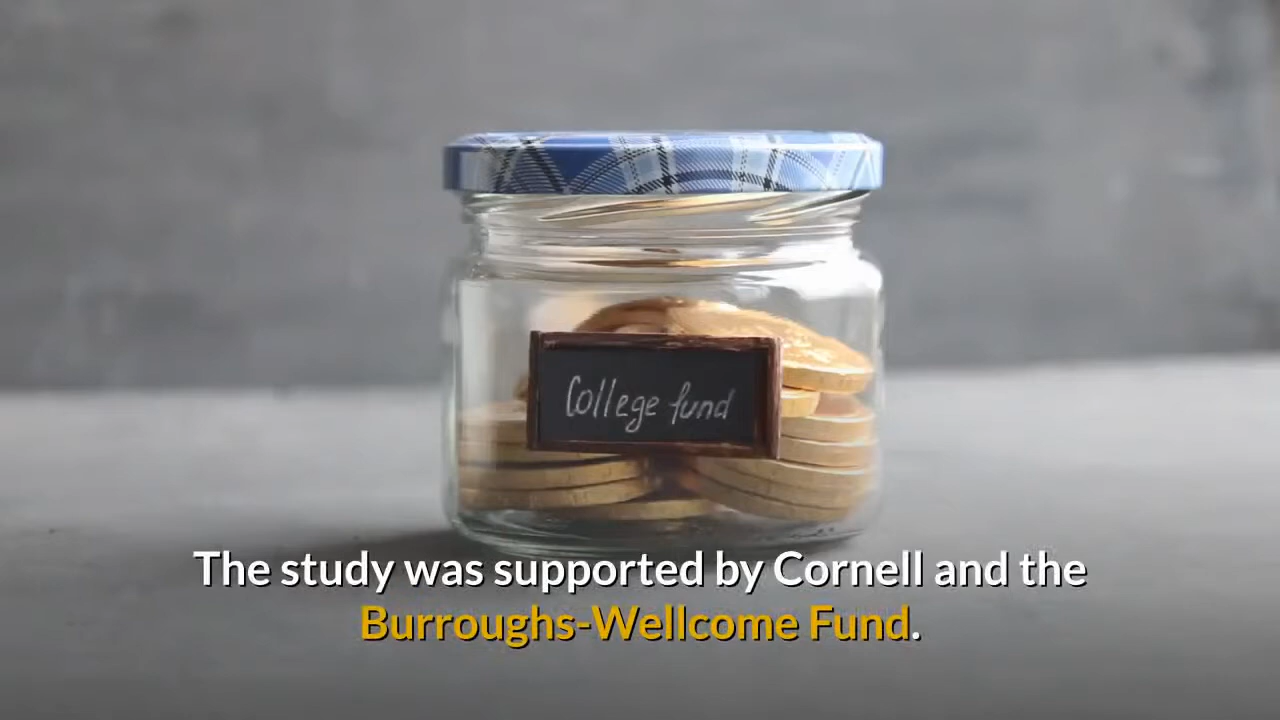 College fund
The study was supported by Cornell and the
Burroughs-Wellcome Fund.